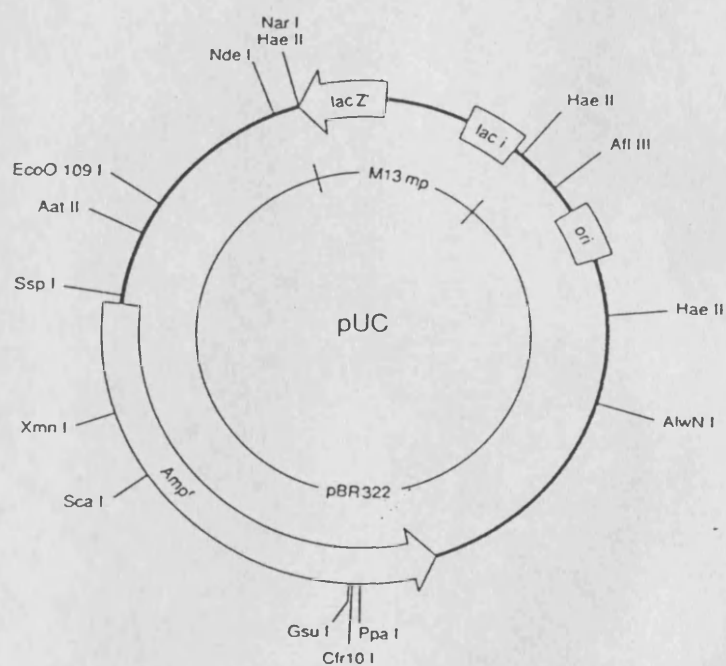 Nar I
Hae II
Nde I
lac Z'
lac i
Hae II
Afl III
M13 mp
EcoO 109 I
Aat II
ori
Ssp I
Hae II
pUC
AlwN I
Xmn I
Sca I
Ampʳ
pBR322
Gsu I
Ppa I
Cfr10 I